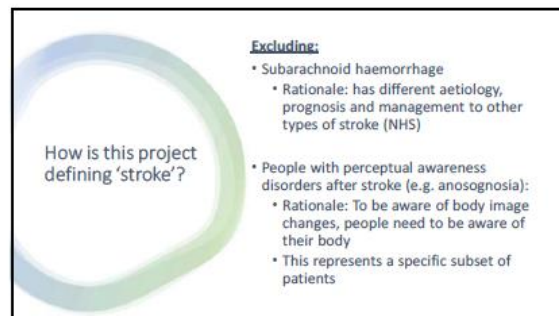 How is this project
defining 'stroke'?
Excluding:
• Subarachnoid haemorrhage
• Rationale: has different aetiology,
prognosis and management to other
types of stroke (NHS)
• People with perceptual awareness
disorders after stroke (e.g. anosognosia):
• Rationale: To be aware of body image
changes, people need to be aware of
their body
• This represents a specific subset of
patients